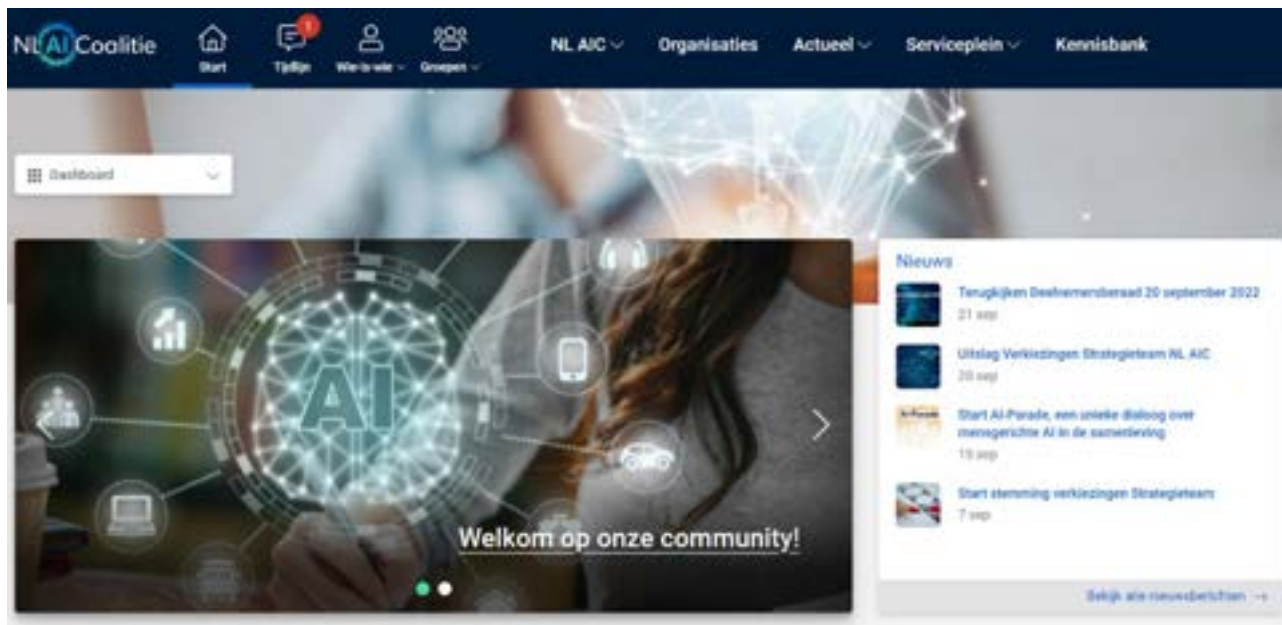 NL AI Coalitie
Start
1
Tijdlijn
Wie-is-wie
Groepen
NL AIC
Organisaties
Actueel
Serviceplein
Kennisbank
Dashboard
AI
Welkom op onze community!
Nieuws
Terugkijken Deelnemersberaad 20 september 2022
21 sep
Uitslag Verkiezingen Strategieteam NL AIC
20 sep
AI-Parade
Start AI-Parade, een unieke dialoog over
mensgerichte AI in de samenleving
19 sep
Start stemming verkiezingen Strategieteam
7 sep
Bekijk alle nieuwsberichten →